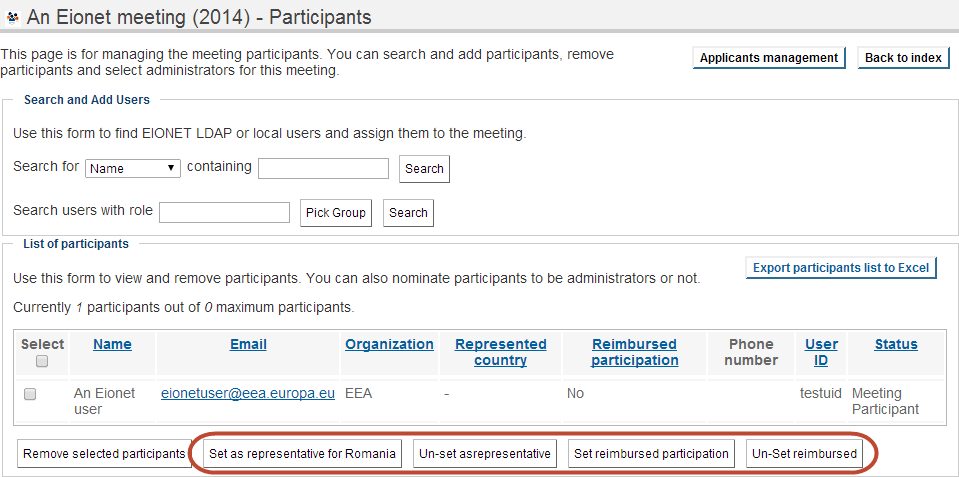 An Eionet meeting (2014) - Participants
This page is for managing the meeting participants. You can search and add participants, remove
participants and select administrators for this meeting.
Applicants management
Back to index
Search and Add Users
Use this form to find EIONET LDAP or local users and assign them to the meeting.
Search for Name containing Search
Search users with role Pick Group Search
List of participants
Use this form to view and remove participants. You can also nominate participants to be administrators or not.
Export participants list to Excel
Currently 1 participants out of 0 maximum participants.
Select Name Email Organization Represented country Reimbursed participation Phone number User ID Status
An Eionet user eionetuser@eea.europa.eu EEA - No testuid Meeting Participant
Remove selected participants Set as representative for Romania Un-set asrepresentative Set reimbursed participation Un-Set reimbursed